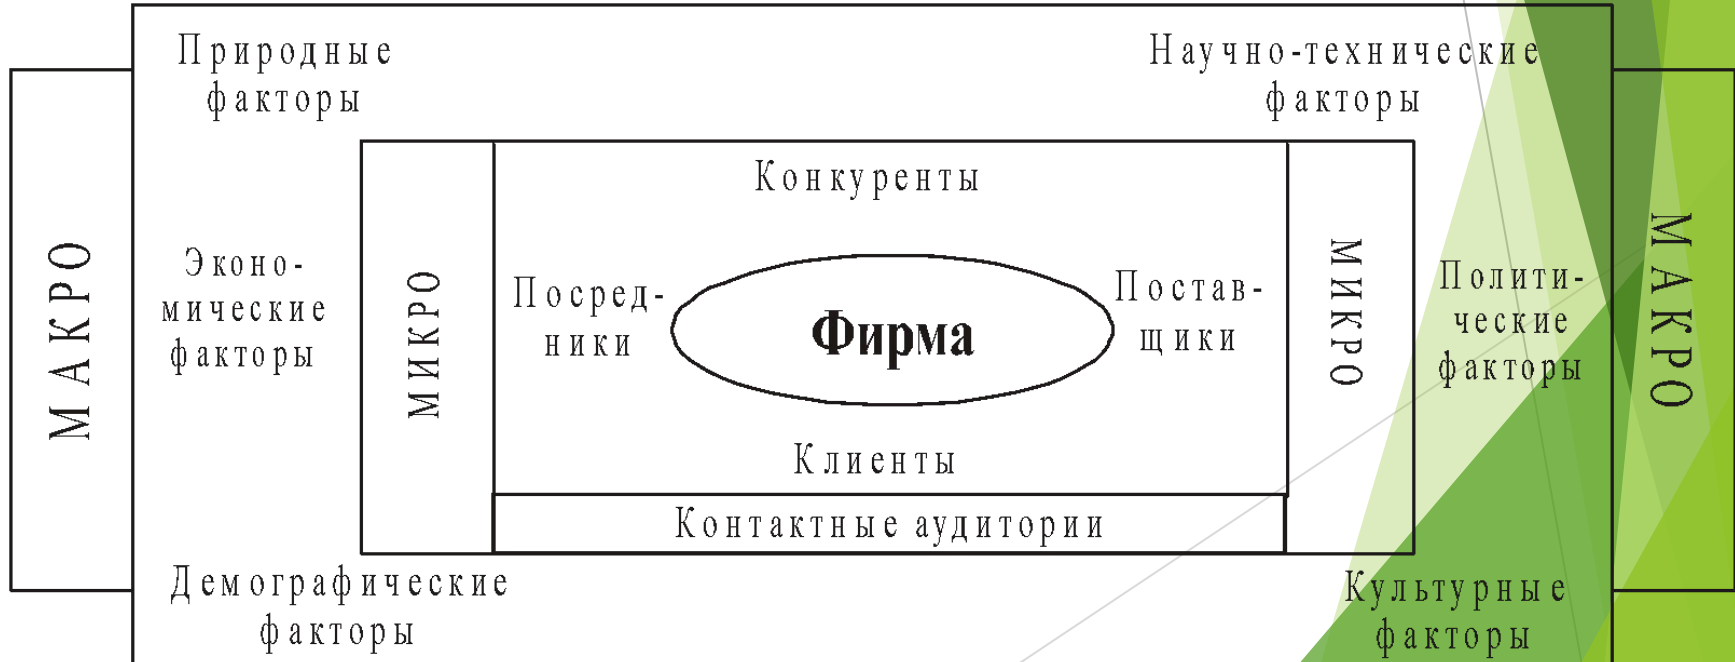 Природные
факторы
Научно-технические
факторы
МАКРО
Эконо-
мические
факторы
МИКРО
Конкуренты
Посред-
ники
Фирма
Постав-
щики
Клиенты
Контактные аудитории
МИКРО
Полити-
ческие
факторы
МАКРО
Демографические
факторы
Культурные
факторы